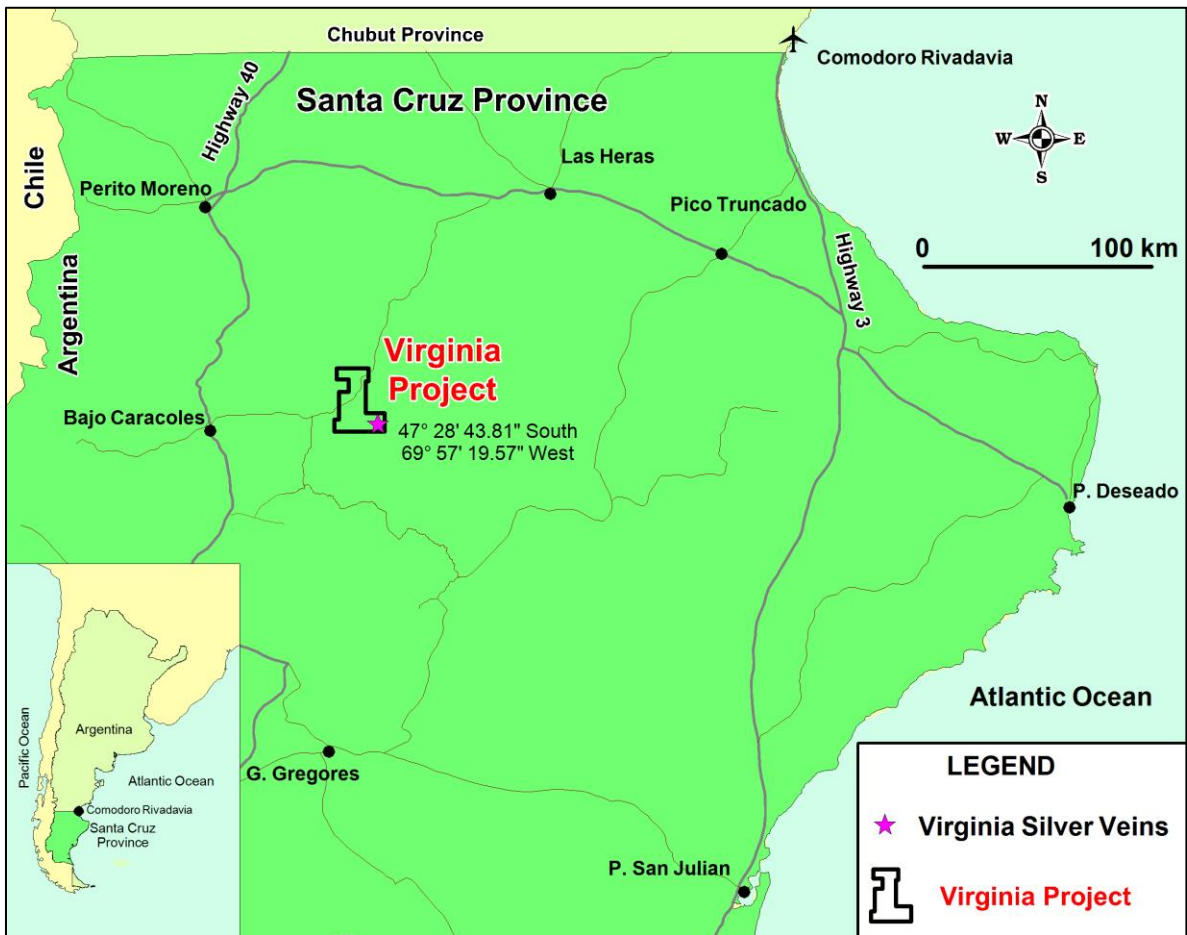 Chubut Province
Comodoro Rivadavia
Highway 40
Santa Cruz Province
N
W E
S
Chile
Las Heras
Perito Moreno
Pico Truncado
0 100 km
Highway 3
Argentina
Virginia
Project
Bajo Caracoles
47° 28' 43.81" South
69° 57' 19.57" West
P. Deseado
Atlantic Ocean
G. Gregores
P. San Julian
Pacific Ocean
Argentina
Atlantic Ocean
Comodoro Rivadavia
Santa Cruz
Province
LEGEND
Virginia Silver Veins
Virginia Project